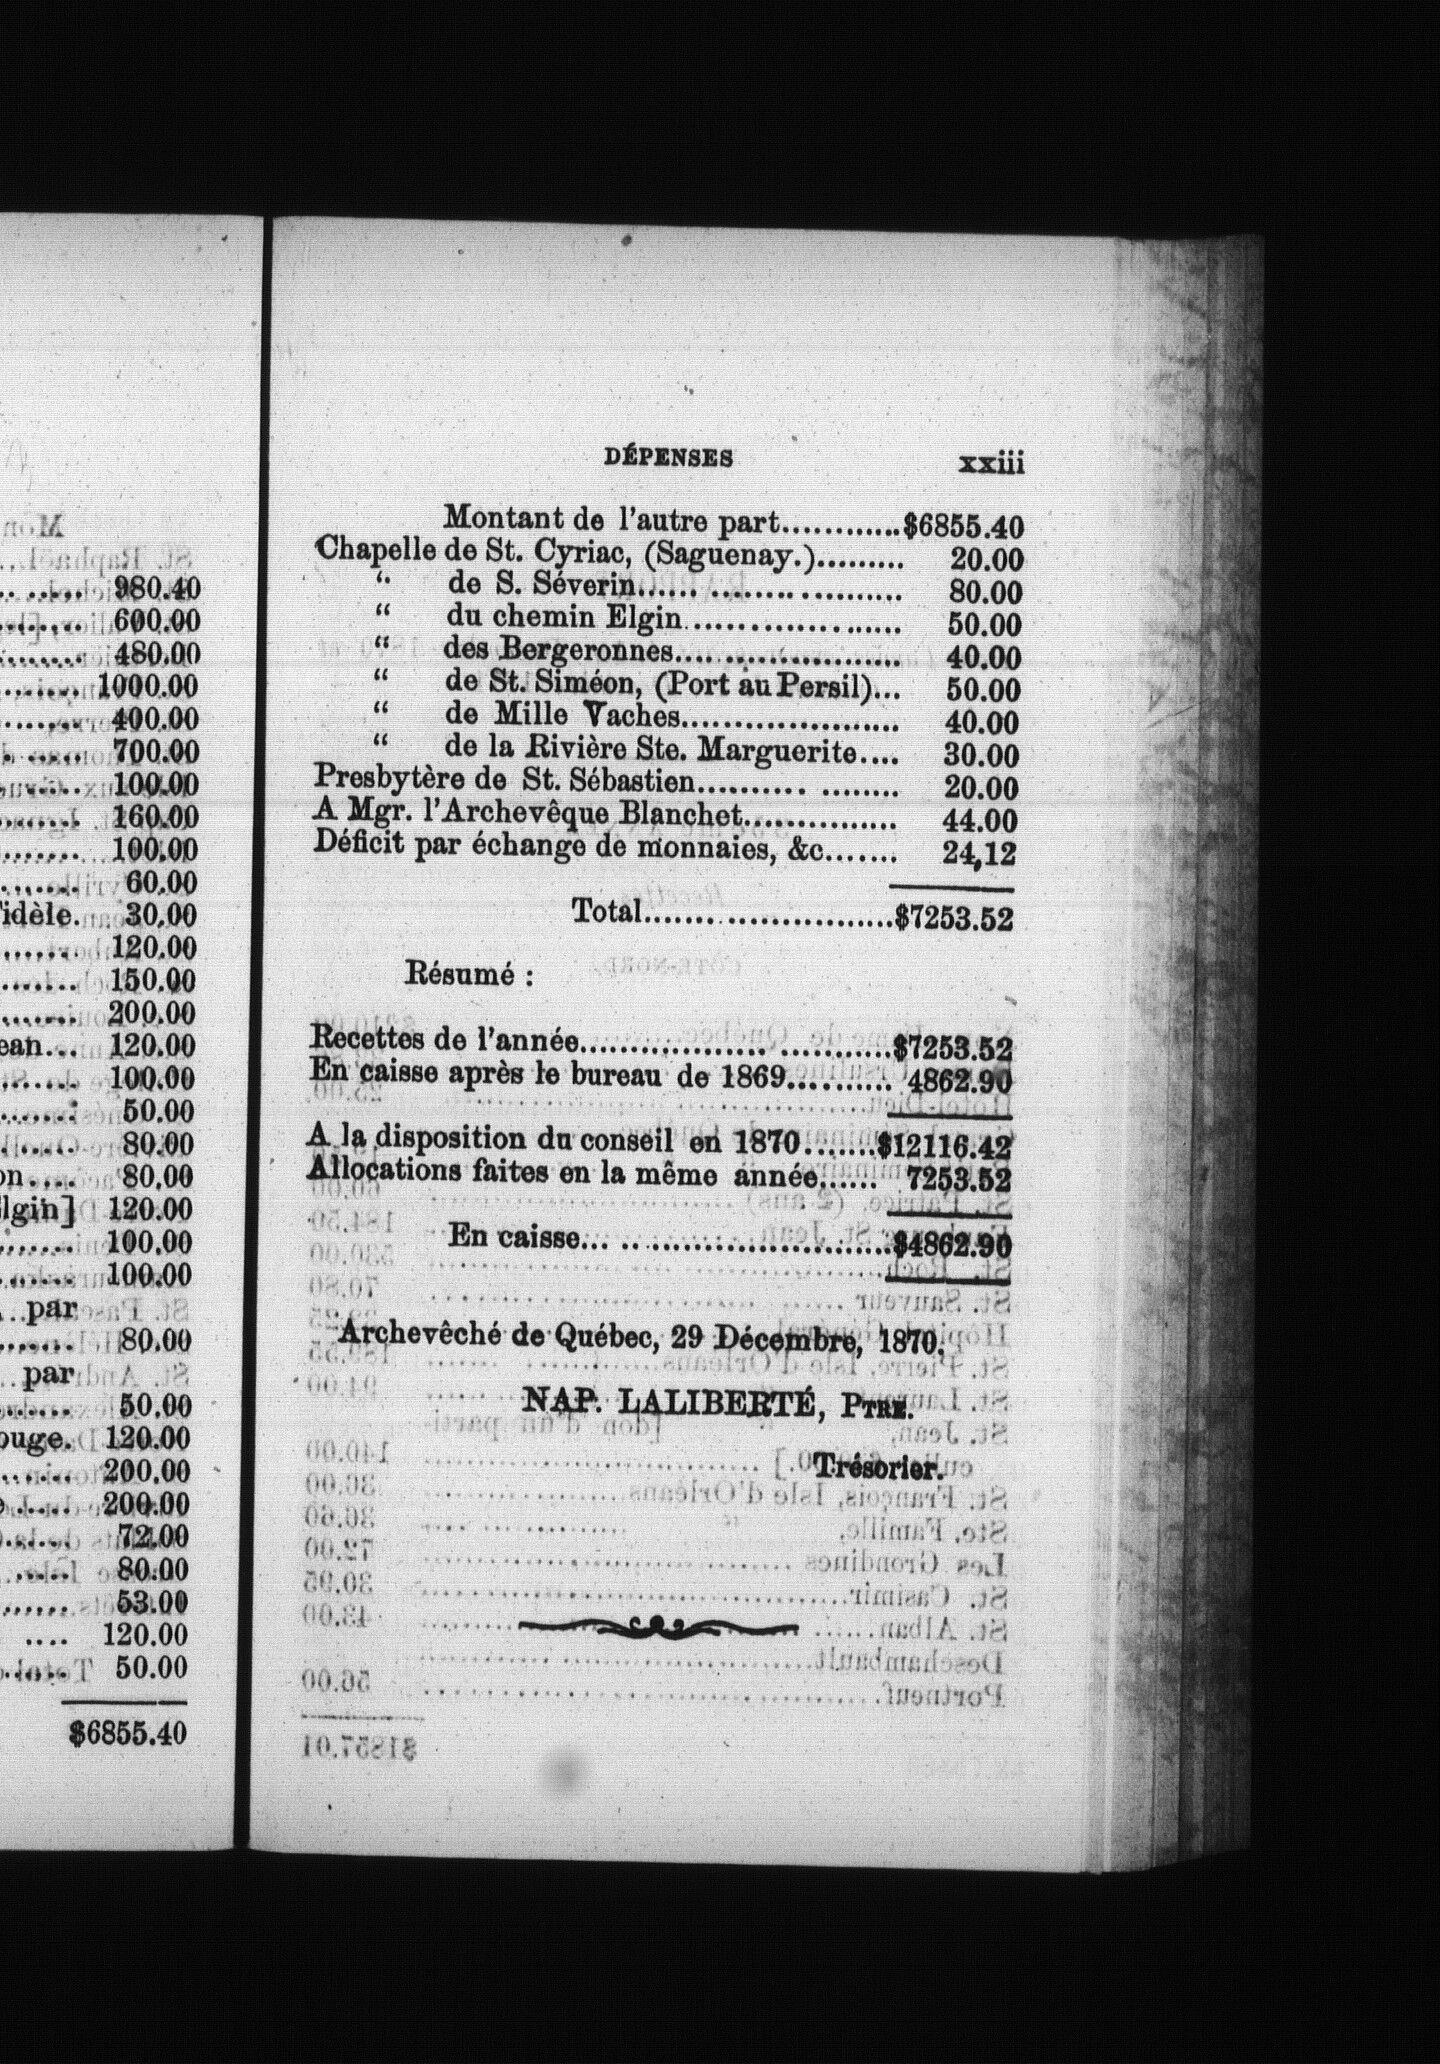 980.40
600.00
480.00
1000.00
400.00
700.00
100.00
160.00
100.00
60.00
30.00
120.00
150.00
200.00
120.00
100.00
50.00
80.00
80.00
120.00
100.00
100.00
par
80.00
par
50.00
120.00
200.00
200.00
72.00
80.00
53.00
.... 120.00
50.00
$6855.40
DÉPENSES xxiii
Montant de l'autre part............$6855.40
Chapelle de St. Cyriac, (Saguenay.)......... 20.00
“ de S. Séverin...... ...... .. .......... 80.00
“ du chemin Elgin..................... 50.00
“ des Bergeronnes...................... 40.00
“ de St. Siméon, (Port au Persil)... 50.00
“ de Mille Vaches..................... 40.00
“ de la Rivière Ste. Marguerite.... 30.00
Presbytère de St. Sébastien.......... ........ 20.00
A Mgr. l'Archevêque Blanchet............... 44.00
Déficit par échange de monnaies, &c....... 24,12
Total....... .....................$7253.52
Résumé :
Recettes de l'année.................. ...........$7253.52
En caisse après le bureau de 1869.......... 4862.90
A la disposition du conseil en 1870.......$12116.42
Allocations faites en la même année...... 7253.52
En caisse... .. ........................$4862.90
Archevêché de Québec, 29 Décembre, 1870.
NAP. LALIBERTÉ, PTRE.
Trésorier.